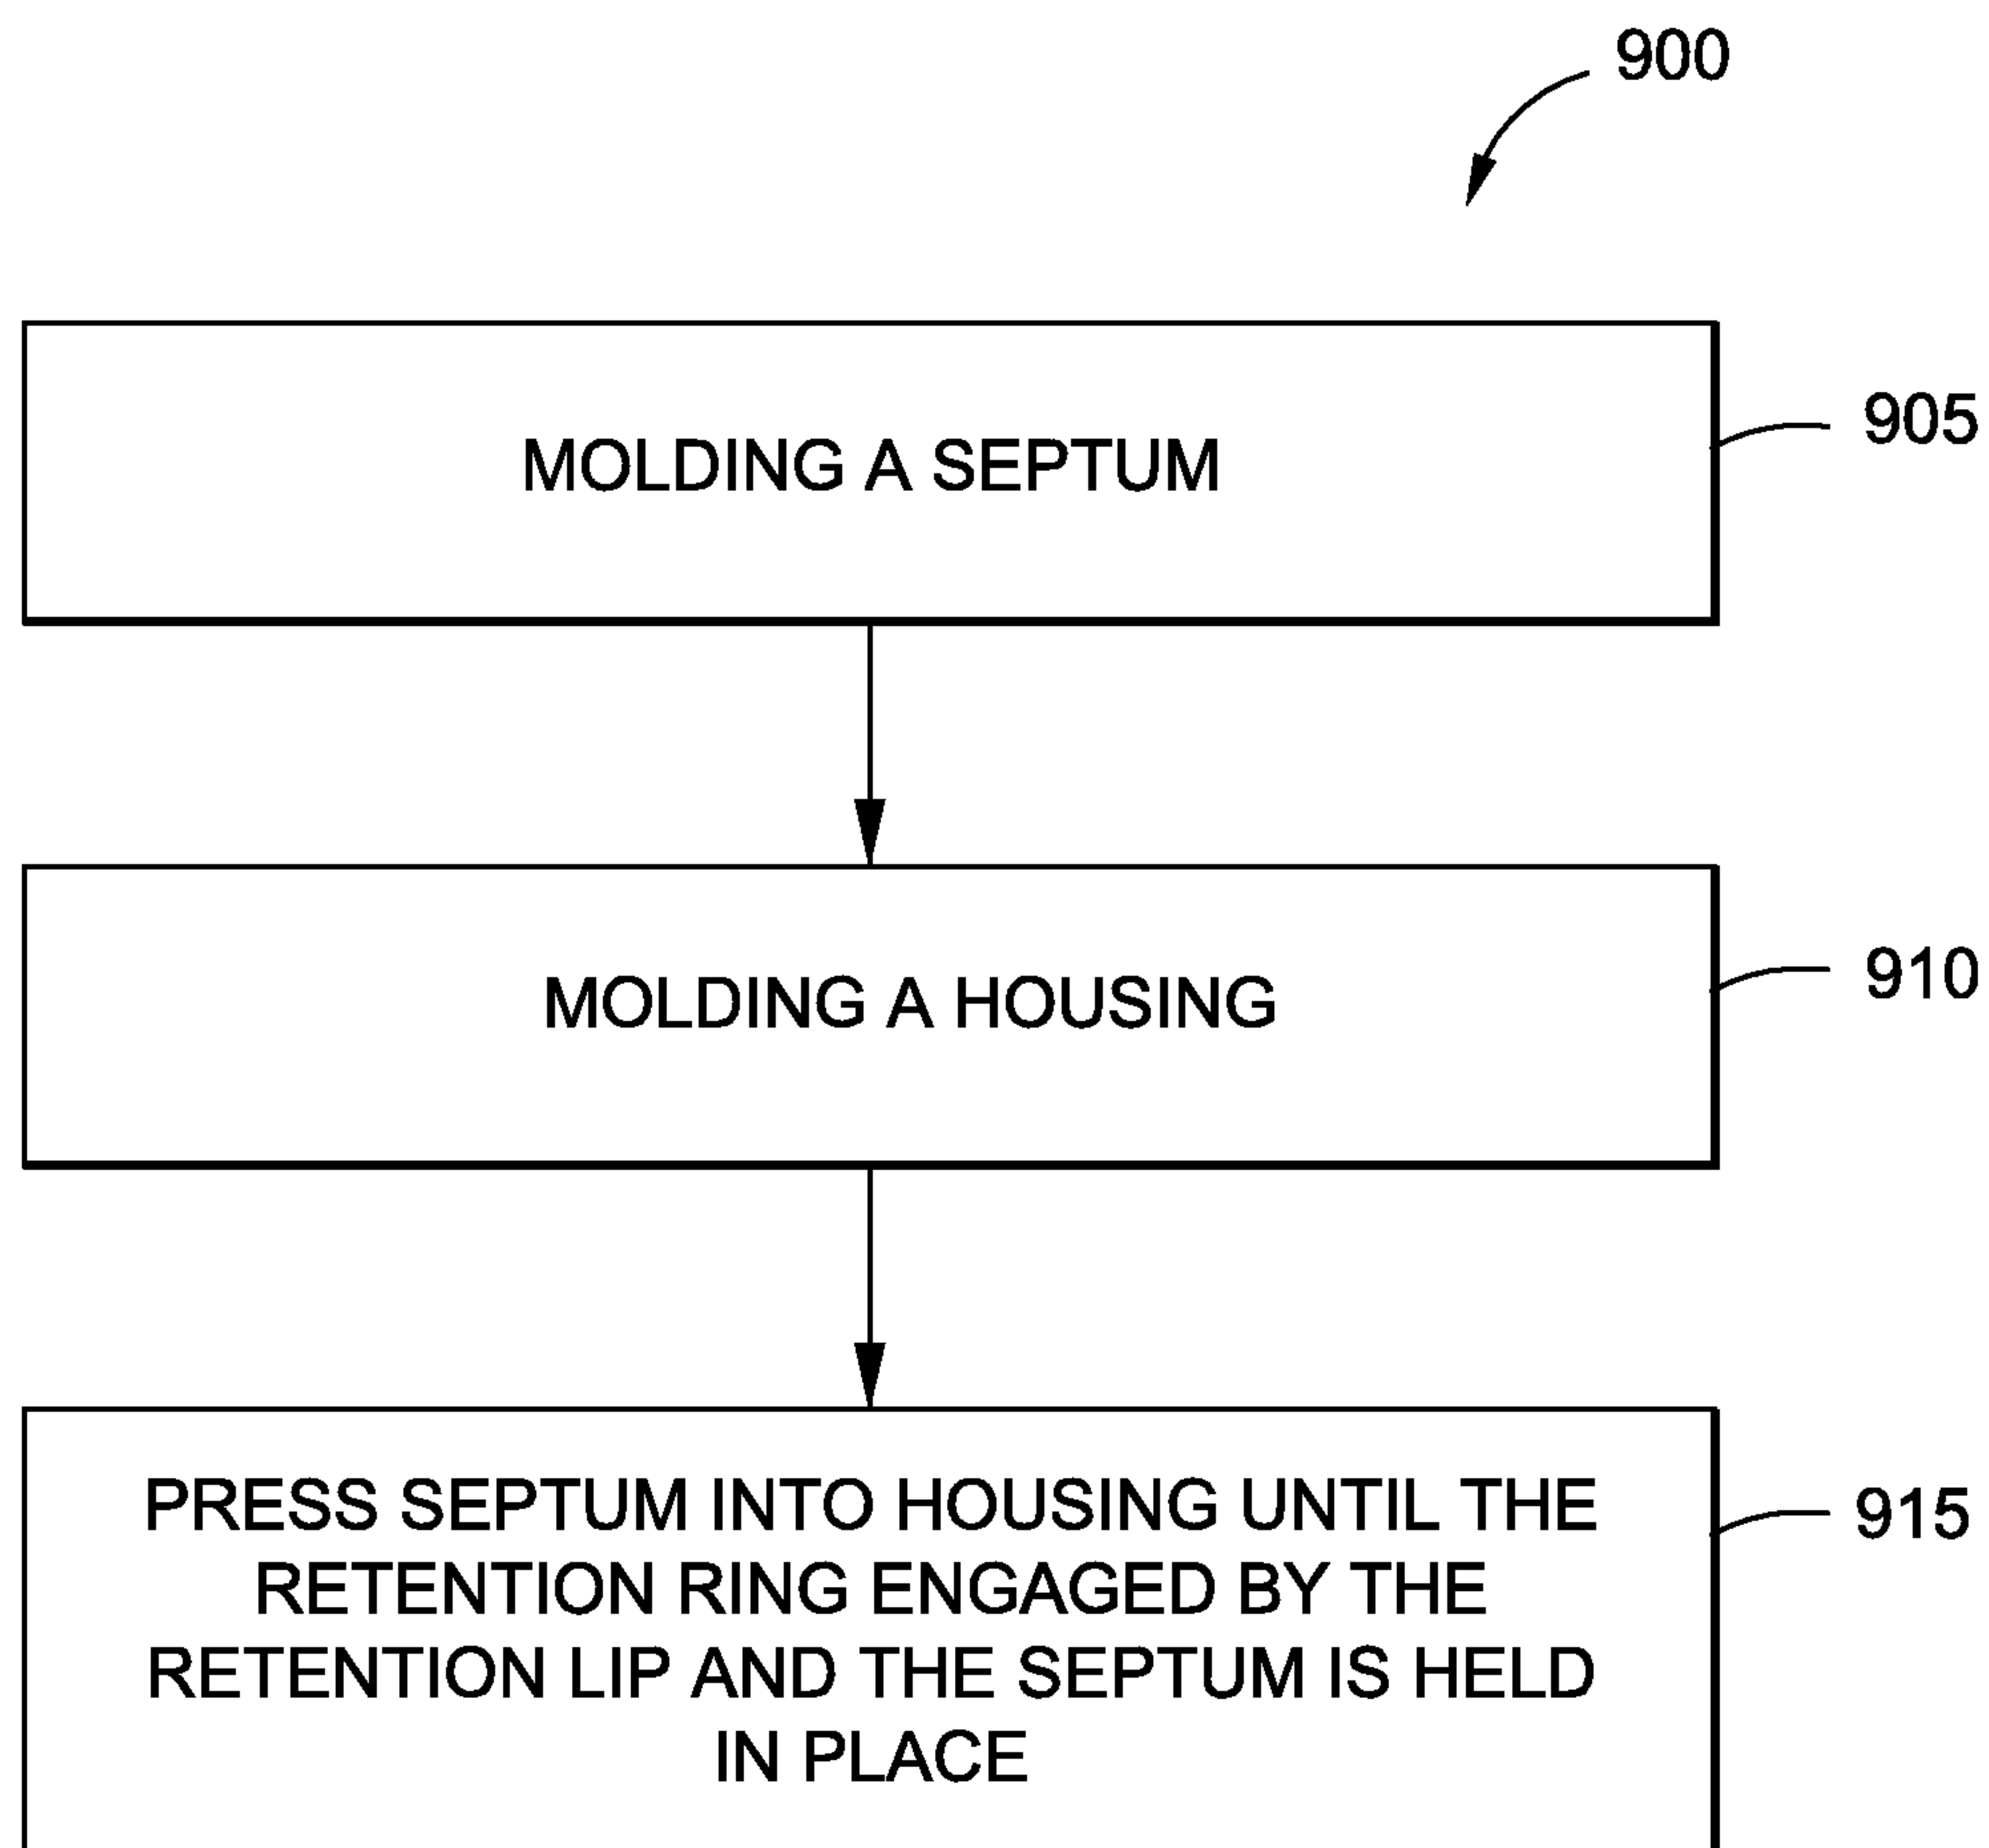 900
MOLDING A SEPTUM
905
MOLDING A HOUSING
910
PRESS SEPTUM INTO HOUSING UNTIL THE
RETENTION RING ENGAGED BY THE
RETENTION LIP AND THE SEPTUM IS HELD
IN PLACE
915